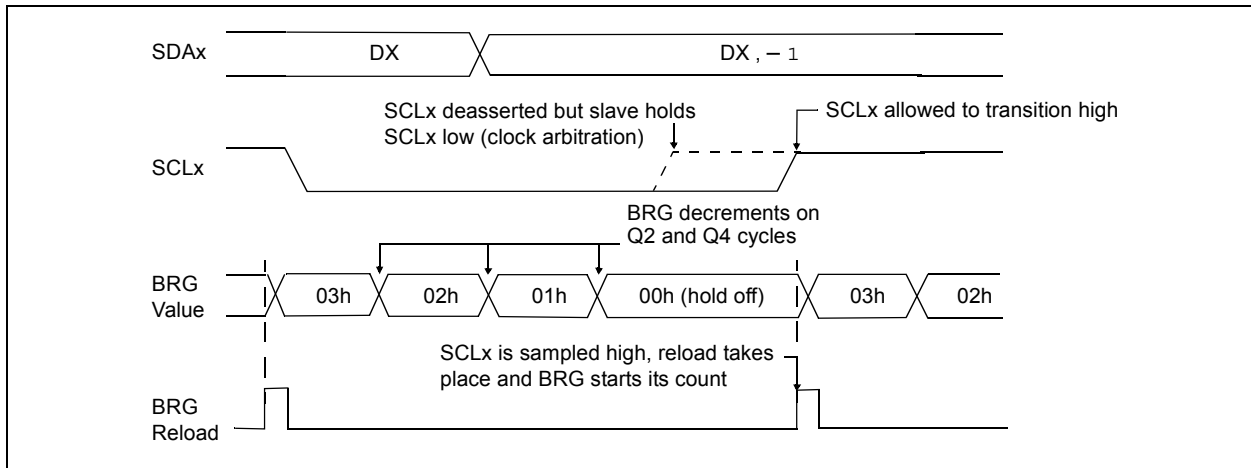 SDAx
DX
DX , – 1
SCLx deasserted but slave holds
SCLx low (clock arbitration)
SCLx allowed to transition high
SCLx
BRG decrements on
Q2 and Q4 cycles
BRG
Value
03h
02h
01h
00h (hold off)
03h
02h
SCLx is sampled high, reload takes
place and BRG starts its count
BRG
Reload